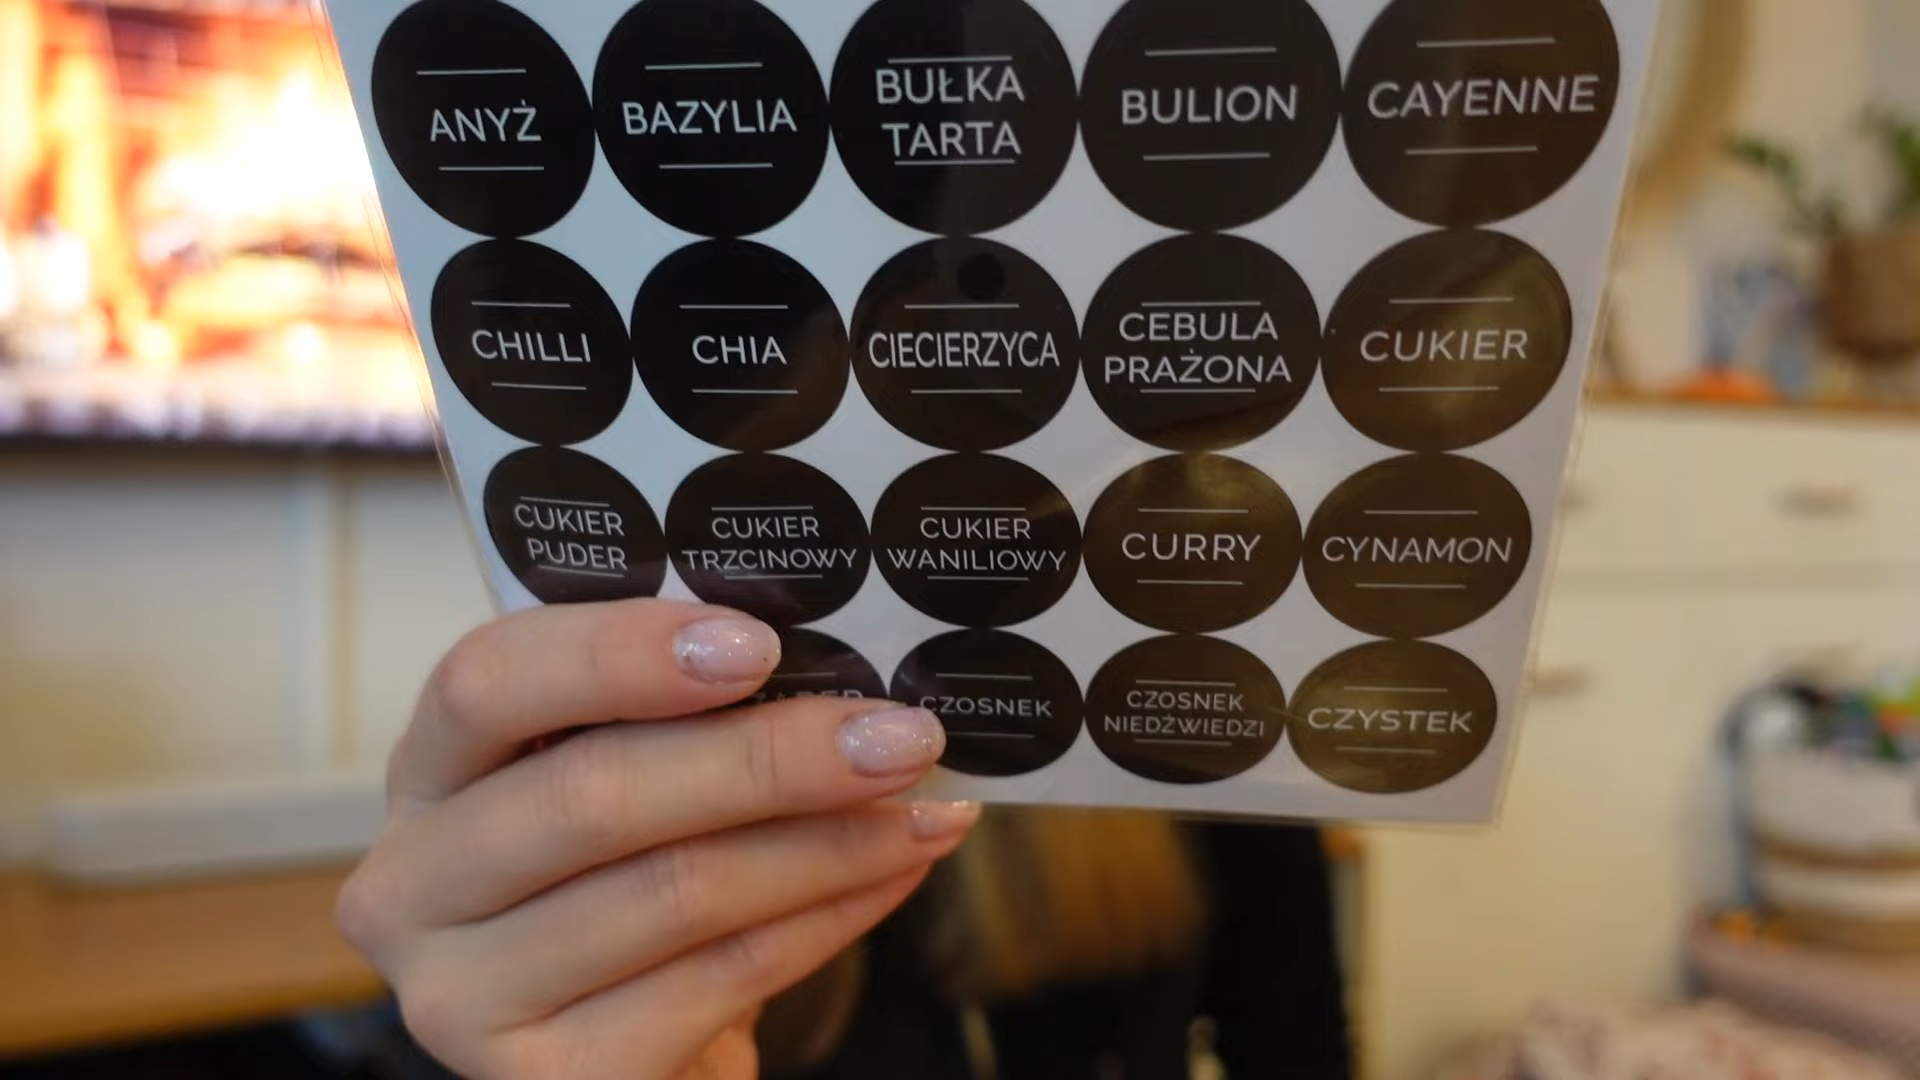 ANYŻ
BAZYLIA
BUŁKA
TARTA
BULION
CAYENNE
CHILLI
CHIA
CIECIERZYCA
CEBULA
PRAŻONA
CUKIER
CUKIER
PUDER
CUKIER
TRZCINOWY
CUKIER
WANILIOWY
CURRY
CYNAMON
CZOSNEK
CZOSNEK
NIEDŹWIEDZI
CZYSTEK